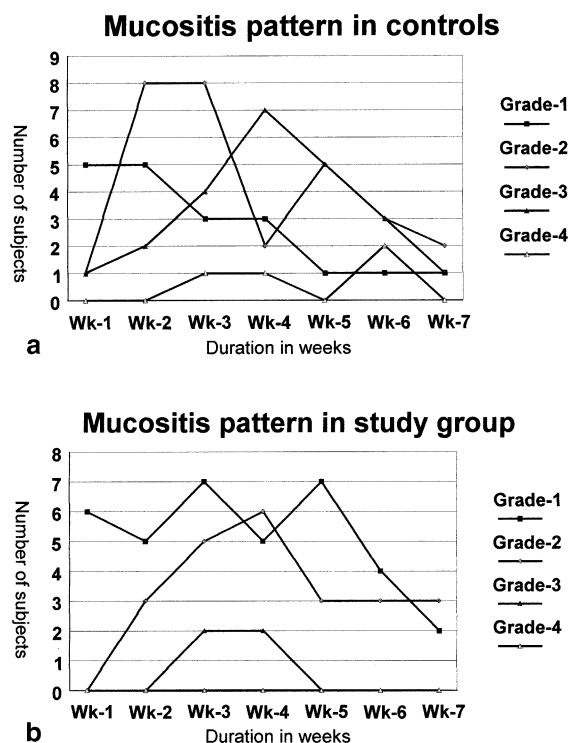 Mucositis pattern in controls
9
8
7
6
5
4
3
2
1
0
Number of subjects
Wk-1 Wk-2 Wk-3 Wk-4 Wk-5 Wk-6 Wk-7
Duration in weeks
Grade-1
Grade-2
Grade-3
Grade-4
a
Mucositis pattern in study group
8
7
6
5
4
3
2
1
0
Number of subjects
Wk-1 Wk-2 Wk-3 Wk-4 Wk-5 Wk-6 Wk-7
Duration in weeks
Grade-1
Grade-2
Grade-3
Grade-4
b